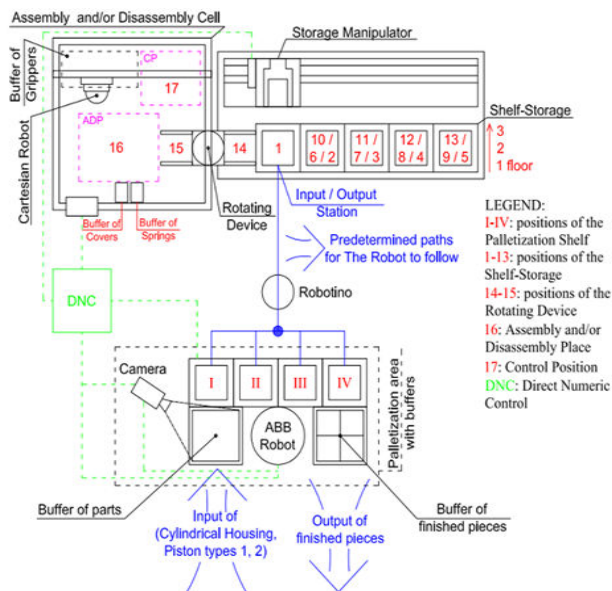 Assembly and/or Disassembly Cell
Storage Manipulator
Buffer of
Grippers
CP
17
Cartesian Robot
ADP
16
15
14
1
10 /
6 / 2
11 /
7 / 3
12 /
8 / 4
13 /
9 / 5
Shelf-Storage
3
2
1 floor
Buffer of
Covers
Buffer of
Springs
Rotating
Device
Input / Output
Station
Predetermined paths
for The Robot to follow
Robotino
DNC
LEGEND:
I-IV: positions of the
Palletization Shelf
1-13: positions of the
Shelf-Storage
14-15: positions of the
Rotating Device
16: Assembly and/or
Disassembly Place
17: Control Position
DNC: Direct Numeric
Control
Camera
I
II
III
IV
ABB
Robot
Palletization area
with buffers
Buffer of parts
Buffer of
finished pieces
Input of
(Cylindrical Housing,
Piston types 1, 2)
Output of
finished pieces